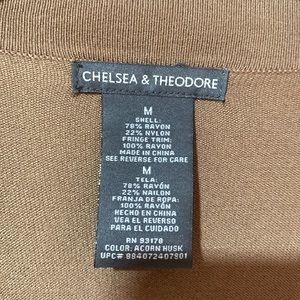 CHELSEA & THEODORE
M
SHELL:
78% RAYON
22% NYLON
FRINGE TRIM:
100% RAYON
MADE IN CHINA
SEE REVERSE FOR CARE
M
TELA:
78% RAYÓN
22% NAILON
FRANJA DE ROPA:
100% RAYÓN
HECHO EN CHINA
VEA EL REVERSO
PARA EL CUIDADO
RN 93178
COLOR: ACORN HUSK
UPC# 884072407801